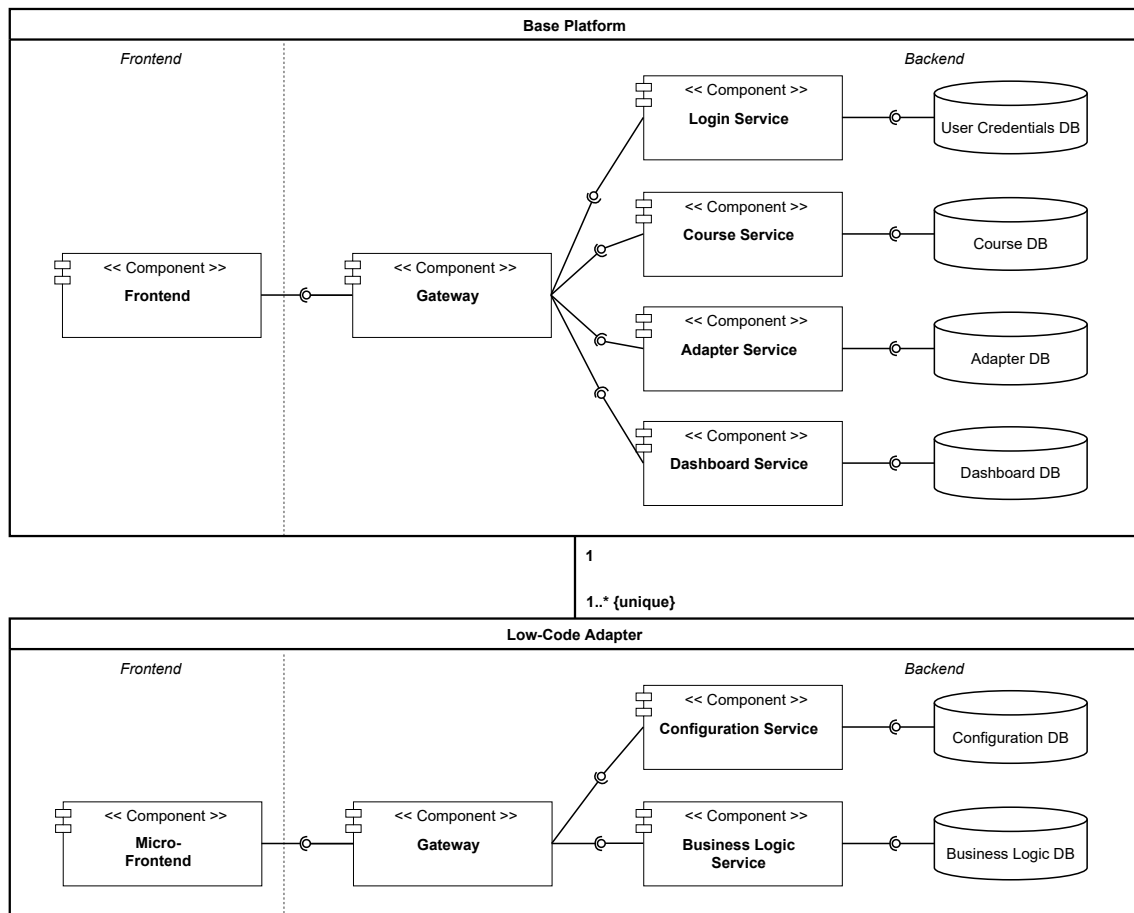 Base Platform
Frontend
Backend
<< Component >>
Login Service
User Credentials DB
<< Component >>
Course Service
Course DB
<< Component >>
Frontend
<< Component >>
Gateway
<< Component >>
Adapter Service
Adapter DB
<< Component >>
Dashboard Service
Dashboard DB
1
1..* {unique}
Low-Code Adapter
Frontend
Backend
<< Component >>
Configuration Service
Configuration DB
<< Component >>
Micro-
Frontend
<< Component >>
Gateway
<< Component >>
Business Logic
Service
Business Logic DB